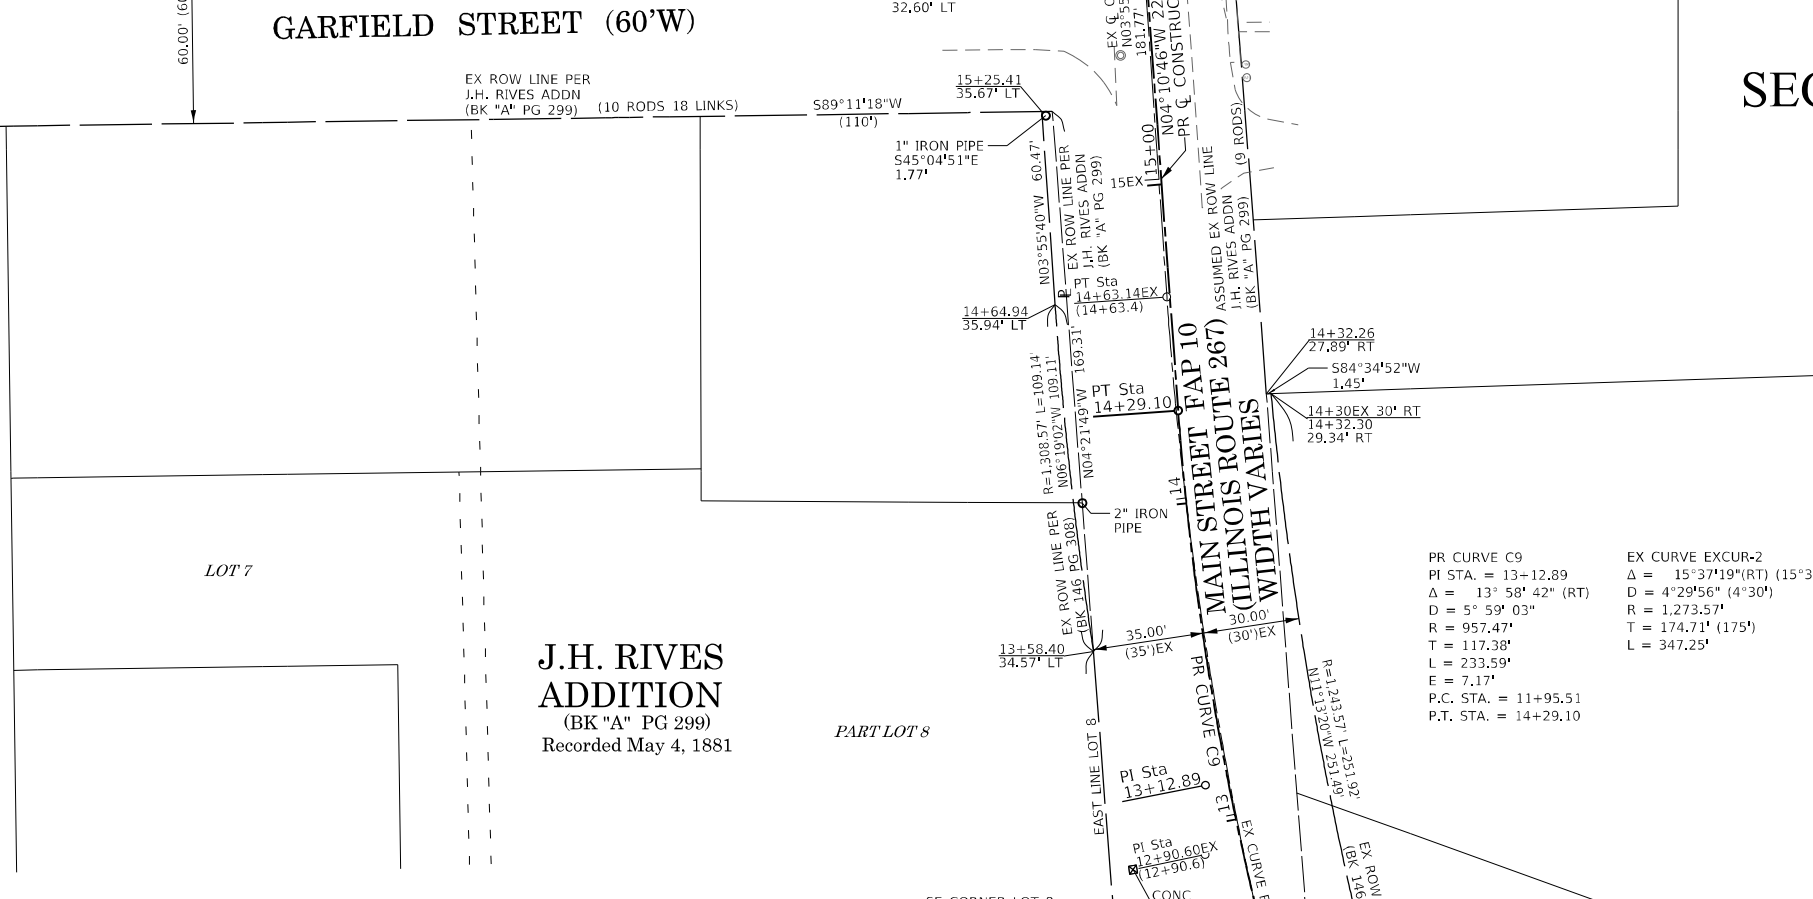 GARFIELD STREET (60'W)
60.00'
32.60' LT
EX ROW LINE PER
J.H. RIVES ADDN
(BK "A" PG 299)
(10 RODS 18 LINKS)
S89°11'18"W
(110')
15+25.41
35.67' LT
1" IRON PIPE
S45°04'51"E
1.77'
N03°55'40"W 60.47'
EX ROW LINE PER
J.H. RIVES ADDN
(BK "A" PG 299)
181.77'
N04°10'46"W
PR ℄ CONSTRUC
15+00
15EX
ASSUMED EX ROW LINE
J.H. RIVES ADDN
(BK "A" PG 299)
(9 RODS)
SEC
PT Sta
14+63.14EX
(14+63.4)
14+64.94
35.94' LT
R=1,308.57' L=109.14'
N06°19'02"W 109.11'
N04°21'49"W 169.31'
PT Sta
14+29.10
MAIN STREET FAP 10
(ILLINOIS ROUTE 267)
WIDTH VARIES
14+32.26
27.89' RT
S84°34'52"W
1.45'
14+30EX 30' RT
14+32.30
29.34' RT
14
2" IRON
PIPE
EX ROW LINE PER
(BK 146 PG 308)
LOT 7
J.H. RIVES
ADDITION
(BK "A" PG 299)
Recorded May 4, 1881
PART LOT 8
13+58.40
34.57' LT
35.00'
(35')EX
30.00'
(30')EX
PR CURVE C9
R=1,243.57' L=251.92'
N11°13'20"W 251.49'
EAST LINE LOT 8
PI Sta
13+12.89
13
PI Sta
12+90.60EX
(12+90.6)
CONC
EX CURVE
EX ROW
(BK 146
SE CORNER LOT 8
PR CURVE C9
PI STA. = 13+12.89
Δ = 13° 58' 42" (RT)
D = 5° 59' 03"
R = 957.47'
T = 117.38'
L = 233.59'
E = 7.17'
P.C. STA. = 11+95.51
P.T. STA. = 14+29.10
EX CURVE EXCUR-2
Δ = 15°37'19"(RT) (15°3
D = 4°29'56" (4°30')
R = 1,273.57'
T = 174.71' (175')
L = 347.25'